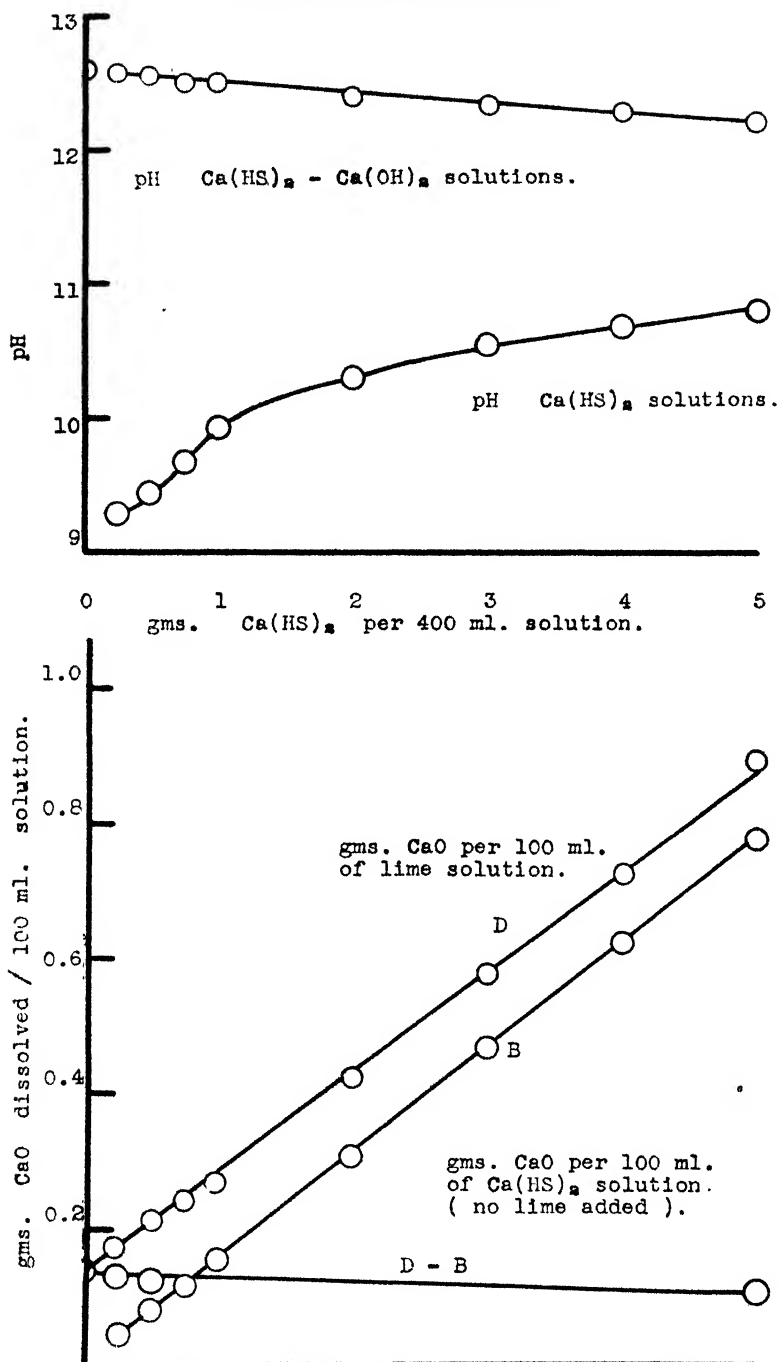 13
12
pH Ca(HS)₂ - Ca(OH)₂ solutions.
11
pH
10
pH Ca(HS)₂ solutions.
9
0 1 2 3 4 5
gms. Ca(HS)₂ per 400 ml. solution.
1.0
gms. CaO dissolved / 100 ml. solution.
0.8
gms. CaO per 100 ml.
of lime solution.
D
0.6
B
0.4
gms. CaO per 100 ml.
of Ca(HS)₂ solution.
( no lime added ).
0.2
D - B